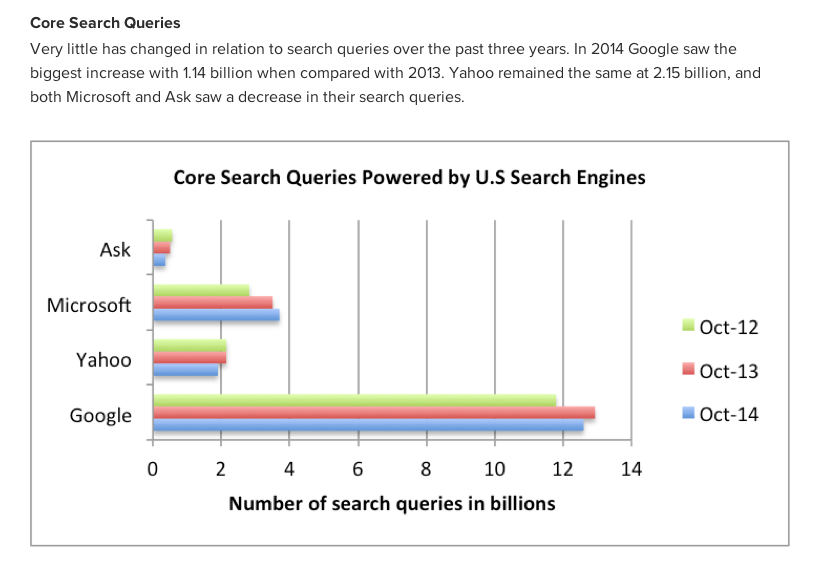 Core Search Queries
Very little has changed in relation to search queries over the past three years. In 2014 Google saw the
biggest increase with 1.14 billion when compared with 2013. Yahoo remained the same at 2.15 billion, and
both Microsoft and Ask saw a decrease in their search queries.
Core Search Queries Powered by U.S Search Engines
Ask
Microsoft
Yahoo
Google
Oct-12
Oct-13
Oct-14
0 2 4 6 8 10 12 14
Number of search queries in billions